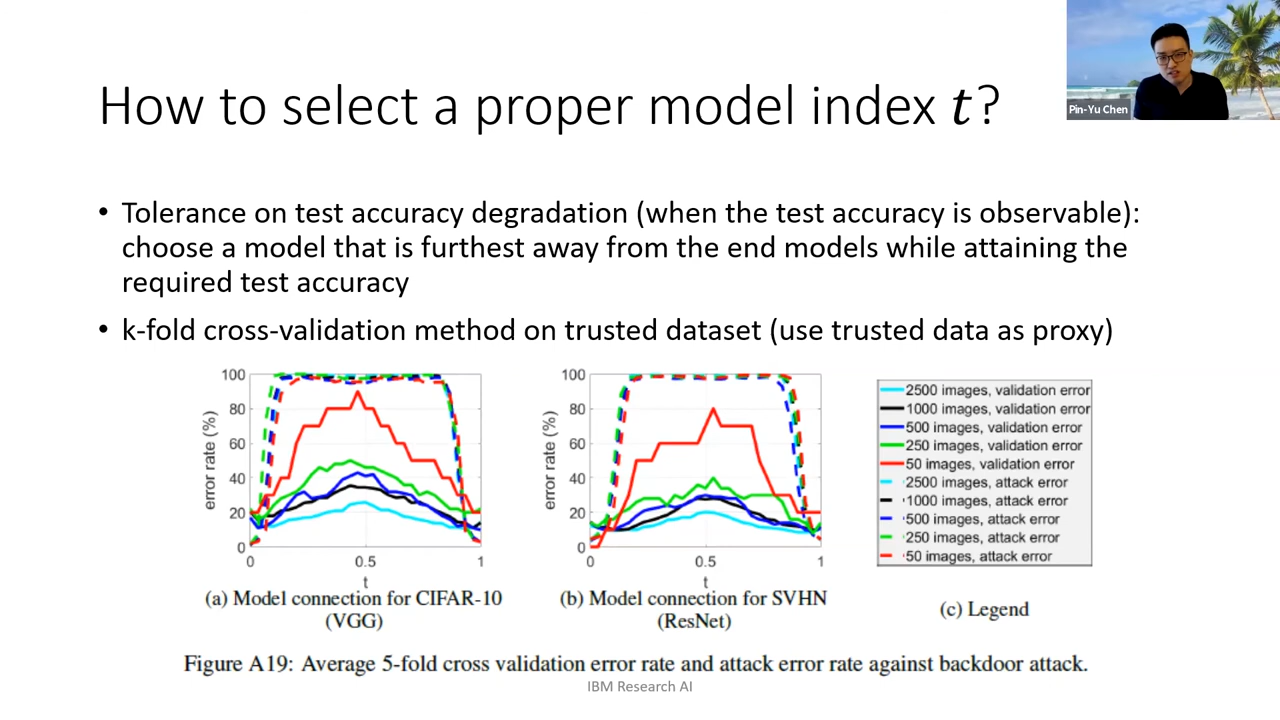 How to select a proper model index t?
Pin-Yu Chen
• Tolerance on test accuracy degradation (when the test accuracy is observable):
choose a model that is furthest away from the end models while attaining the
required test accuracy
• k-fold cross-validation method on trusted dataset (use trusted data as proxy)
100
80
60
40
20
0
error rate (%)
0
0.5
1
t
(a) Model connection for CIFAR-10
(VGG)
100
80
60
40
20
0
error rate (%)
0
0.5
1
t
(b) Model connection for SVHN
(ResNet)
2500 images, validation error
1000 images, validation error
500 images, validation error
250 images, validation error
50 images, validation error
2500 images, attack error
1000 images, attack error
500 images, attack error
250 images, attack error
50 images, attack error
(c) Legend
Figure A19: Average 5-fold cross validation error rate and attack error rate against backdoor attack.
IBM Research AI